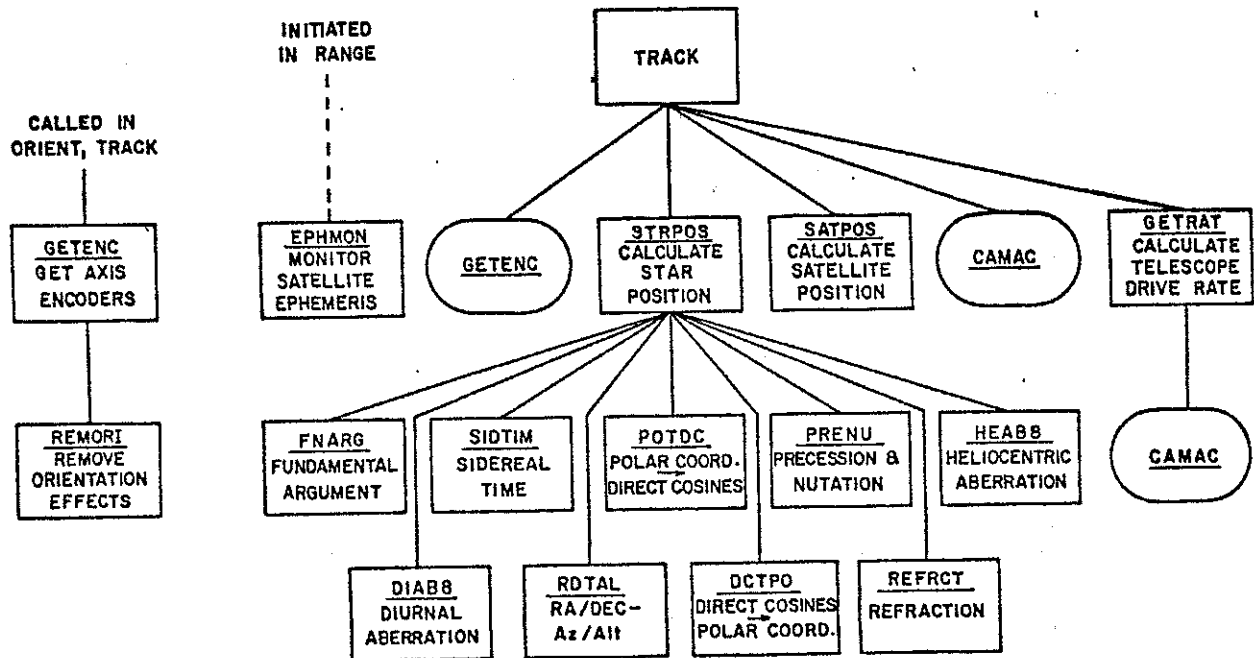 INITIATED
IN RANGE
TRACK
CALLED IN
ORIENT, TRACK
GETENC
GET AXIS
ENCODERS
EPHMON
MONITOR
SATELLITE
EPHEMERIS
GETENC
STRPOS
CALCULATE
STAR
POSITION
SATPOS
CALCULATE
SATELLITE
POSITION
CAMAC
GETRAT
CALCULATE
TELESCOPE
DRIVE RATE
REMORI
REMOVE
ORIENTATION
EFFECTS
FNARG
FUNDAMENTAL
ARGUMENT
SIDTIM
SIDEREAL
TIME
POTDC
POLAR COORD.
→
DIRECT COSINES
PRENU
PRECESSION &
NUTATION
HEAB8
HELIOCENTRIC
ABERRATION
CAMAC
DIAB8
DIURNAL
ABERRATION
RDTAL
RA/DEC-
Az/Alt
DCTPO
DIRECT COSINES
→
POLAR COORD.
REFRCT
REFRACTION